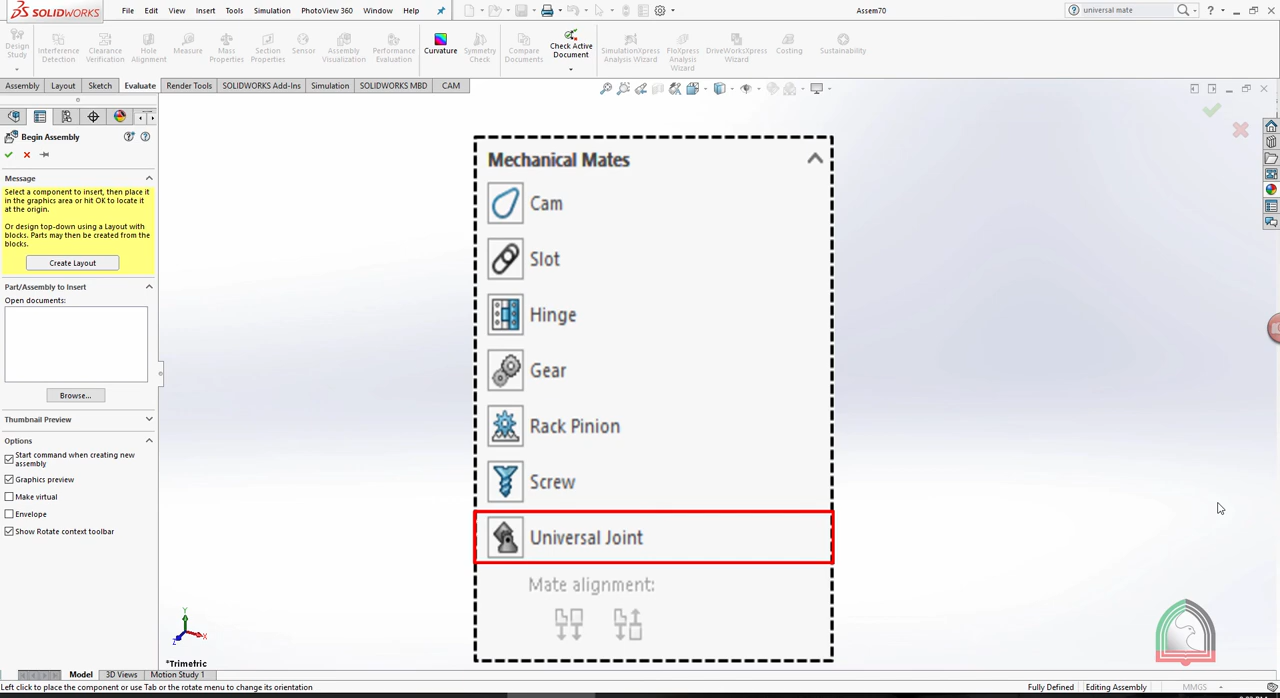 SOLIDWORKS File Edit View Insert Tools Simulation PhotoView 360 Window Help Assem70 universal mate
Design Study
Interference Detection
Clearance Verification
Hole Alignment
Measure
Mass Properties
Section Properties
Sensor
Assembly Visualization
Performance Evaluation
Curvature
Symmetry Check
Compare Documents
Check Active Document
SimulationXpress Analysis Wizard
FloXpress Analysis Wizard
DriveWorksXpress Wizard
Costing
Sustainability
Assembly Layout Sketch Evaluate Render Tools SOLIDWORKS Add-Ins Simulation SOLIDWORKS MBD CAM
Begin Assembly
Message
Select a component to insert, then place it
in the graphics area or hit OK to locate it
at the origin.
Or design top-down using a Layout with
blocks. Parts may then be created from the
blocks.
Create Layout
Part/Assembly to Insert
Open documents:
Browse...
Thumbnail Preview
Options
Start command when creating new
assembly
Graphics preview
Make virtual
Envelope
Show Rotate context toolbar
Mechanical Mates
Cam
Slot
Hinge
Gear
Rack Pinion
Screw
Universal Joint
Mate alignment:
Y
X
Z
*Trimetric
Model 3D Views Motion Study 1
Left click to place the component or use Tab or the rotate menu to change its orientation Fully Defined Editing Assembly MMGS